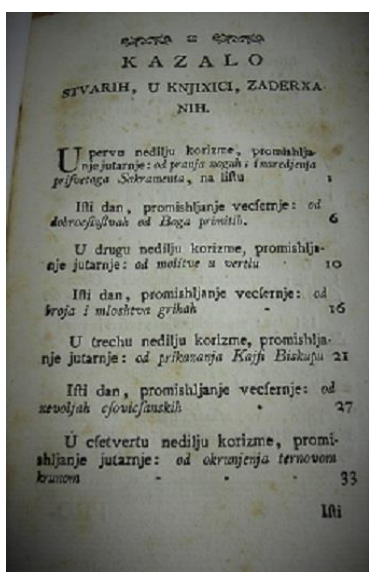 KAZALO
STVARIH, U KNJIXICI, ZADERXA-
NIH.
U pervu nedilju korizme, promishlja-
nje jutarnje: od pranja nogah i naredjenja
prisvetoga Sakramenta, na liſtu 1
Iſti dan, promishljanje vecſernje: od
dobrocſinſtvah od Boga primitih. 6
U drugu nedilju korizme, promishlja-
nje jutarnje: od molitve u vertlu 10
Iſti dan, promishljanje vecſernje: od
broja i mloshtva grihah 16
U trechu nedilju korizme, promishlja-
nje jutarnje: od prikazanja Kajfi Biskupu 21
Iſti dan, promishljanje vecſernje: od
nevoljah cſovicſanskih 27
U cſetvertu nedilju korizme, promi-
shljanje jutarnje: od okrunjenja ternovom
krunom 33
Iſti